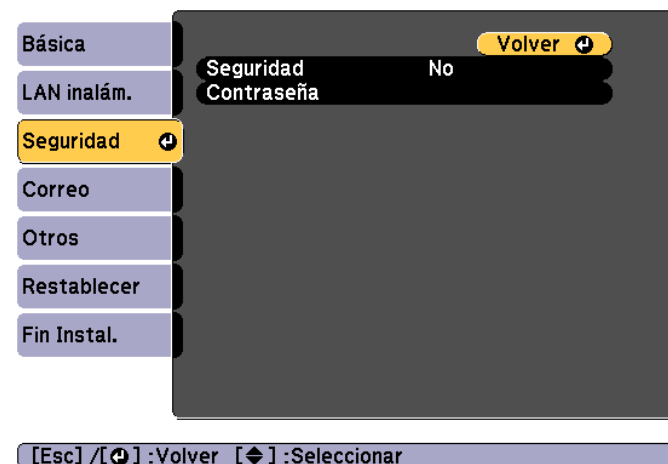 Básica
LAN inalám.
Seguridad
Correo
Otros
Restablecer
Fin Instal.
Volver
Seguridad No
Contraseña
[Esc] /[ ] :Volver [ ] :Seleccionar